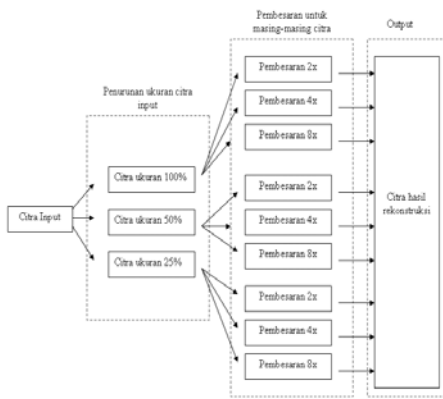 Pembesaran untuk
masing-masing citra
Output
Penurunan ukuran citra
input
Citra Input
Citra ukuran 100%
Citra ukuran 50%
Citra ukuran 25%
Pembesaran 2x
Pembesaran 4x
Pembesaran 8x
Pembesaran 2x
Pembesaran 4x
Pembesaran 8x
Pembesaran 2x
Pembesaran 4x
Pembesaran 8x
Citra hasil
rekonstruksi